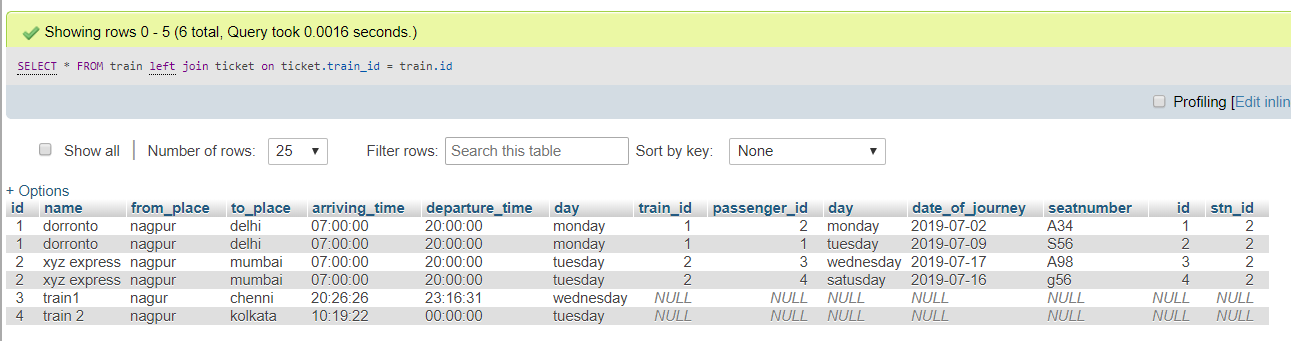 Showing rows 0 - 5 (6 total, Query took 0.0016 seconds.)
SELECT * FROM train left join ticket on ticket.train_id = train.id
Profiling [Edit inlin
Show all | Number of rows: 25 Filter rows: Search this table Sort by key: None
+ Options
id name from_place to_place arriving_time departure_time day train_id passenger_id day date_of_journey seatnumber id stn_id
1 dorronto nagpur delhi 07:00:00 20:00:00 monday 1 2 monday 2019-07-02 A34 1 2
1 dorronto nagpur delhi 07:00:00 20:00:00 monday 1 1 tuesday 2019-07-09 S56 2 2
2 xyz express nagpur mumbai 07:00:00 20:00:00 tuesday 2 3 wednesday 2019-07-17 A98 3 2
2 xyz express nagpur mumbai 07:00:00 20:00:00 tuesday 2 4 satusday 2019-07-16 g56 4 2
3 train1 nagur chenni 20:26:26 23:16:31 wednesday NULL NULL NULL NULL NULL NULL NULL
4 train 2 nagpur kolkata 10:19:22 00:00:00 tuesday NULL NULL NULL NULL NULL NULL NULL